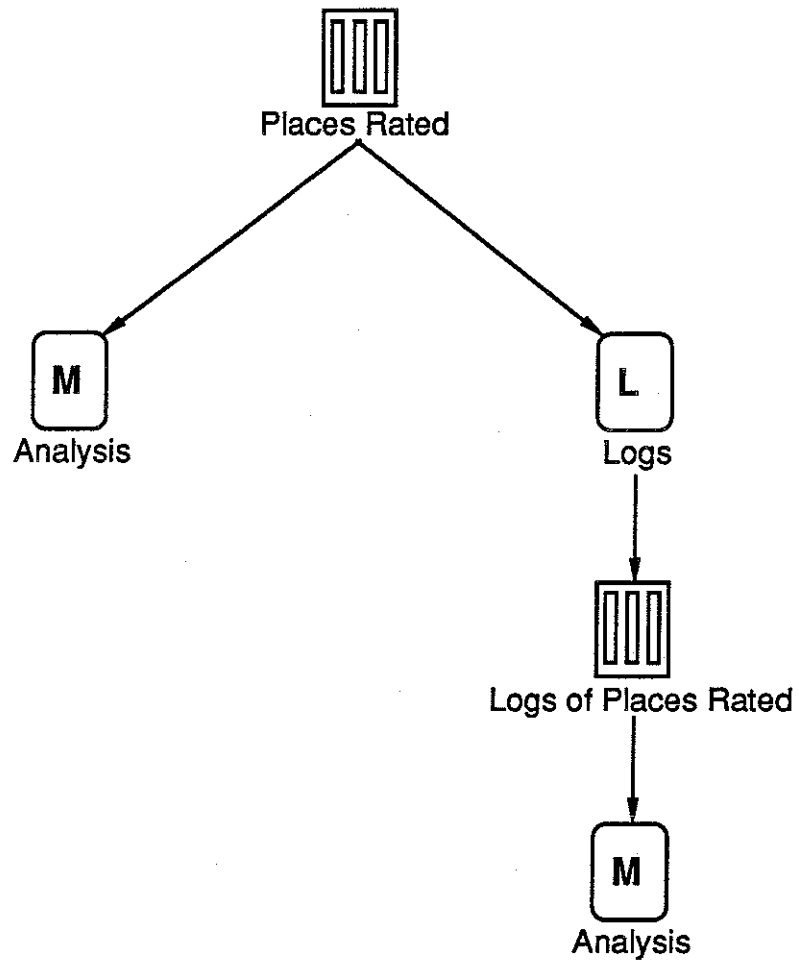 Places Rated
M
L
Analysis
Logs
Logs of Places Rated
M
Analysis